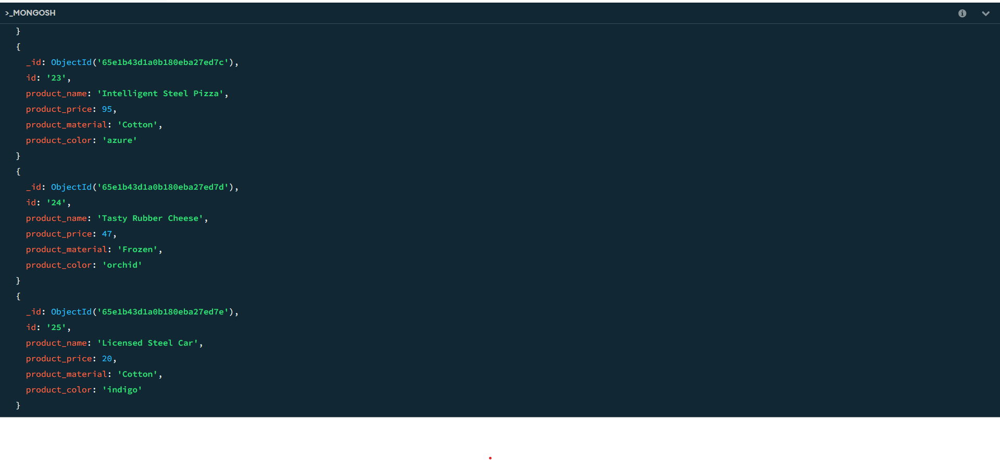 >_MONGOSH
}
{
_id: ObjectId('65e1b43d1a0b180eba27ed7c'),
id: '23',
product_name: 'Intelligent Steel Pizza',
product_price: 95,
product_material: 'Cotton',
product_color: 'azure'
}
{
_id: ObjectId('65e1b43d1a0b180eba27ed7d'),
id: '24',
product_name: 'Tasty Rubber Cheese',
product_price: 47,
product_material: 'Frozen',
product_color: 'orchid'
}
{
_id: ObjectId('65e1b43d1a0b180eba27ed7e'),
id: '25',
product_name: 'Licensed Steel Car',
product_price: 20,
product_material: 'Cotton',
product_color: 'indigo'
}